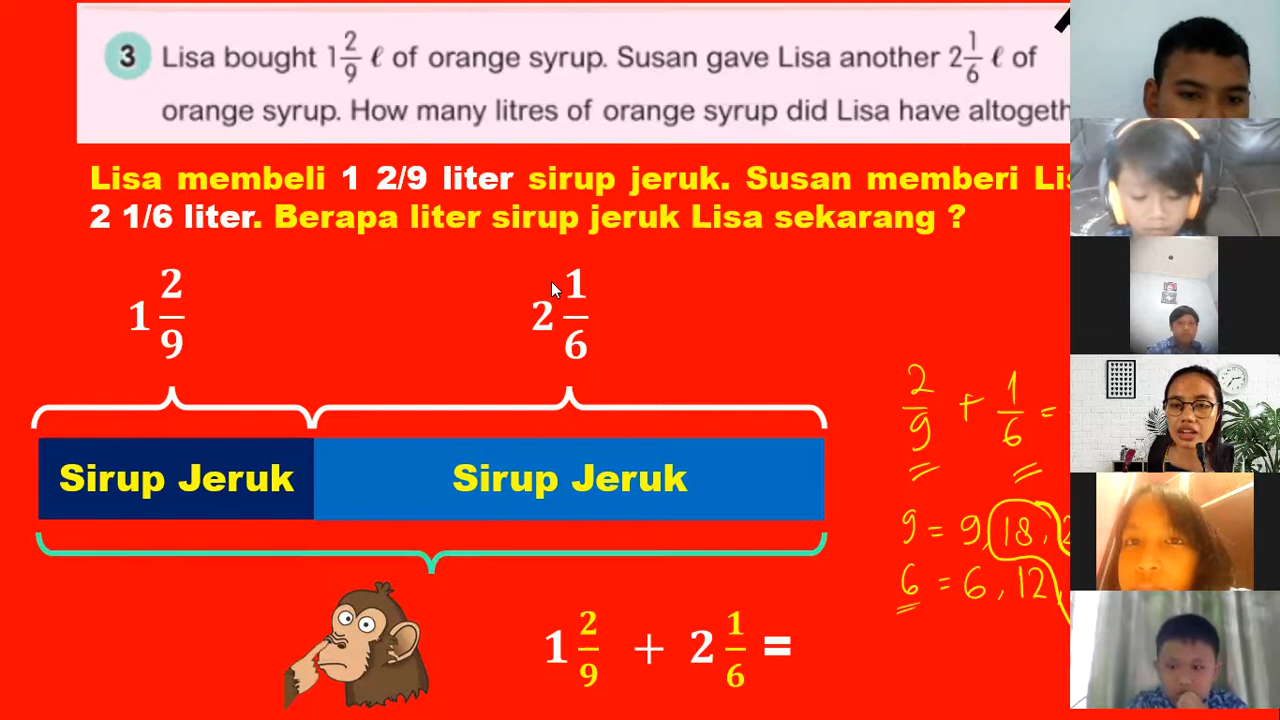 3 Lisa bought 1 2/9 ℓ of orange syrup. Susan gave Lisa another 2 1/6 ℓ of
orange syrup. How many litres of orange syrup did Lisa have altogeth
Lisa membeli 1 2/9 liter sirup jeruk. Susan memberi Lis
2 1/6 liter. Berapa liter sirup jeruk Lisa sekarang ?
1 2/9 2 1/6
2/9 + 1/6 =
Sirup Jeruk Sirup Jeruk
9 = 9, 18, 2
6 = 6, 12,
1 2/9 + 2 1/6 =